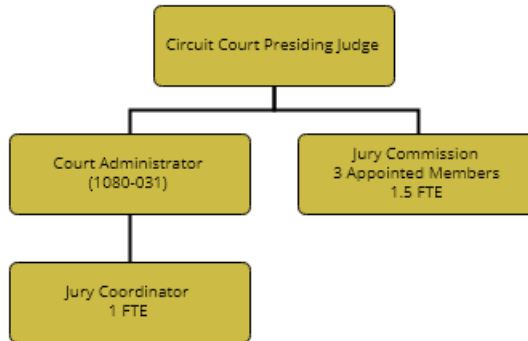 Circuit Court Presiding Judge
Court Administrator
(1080-031)
Jury Commission
3 Appointed Members
1.5 FTE
Jury Coordinator
1 FTE